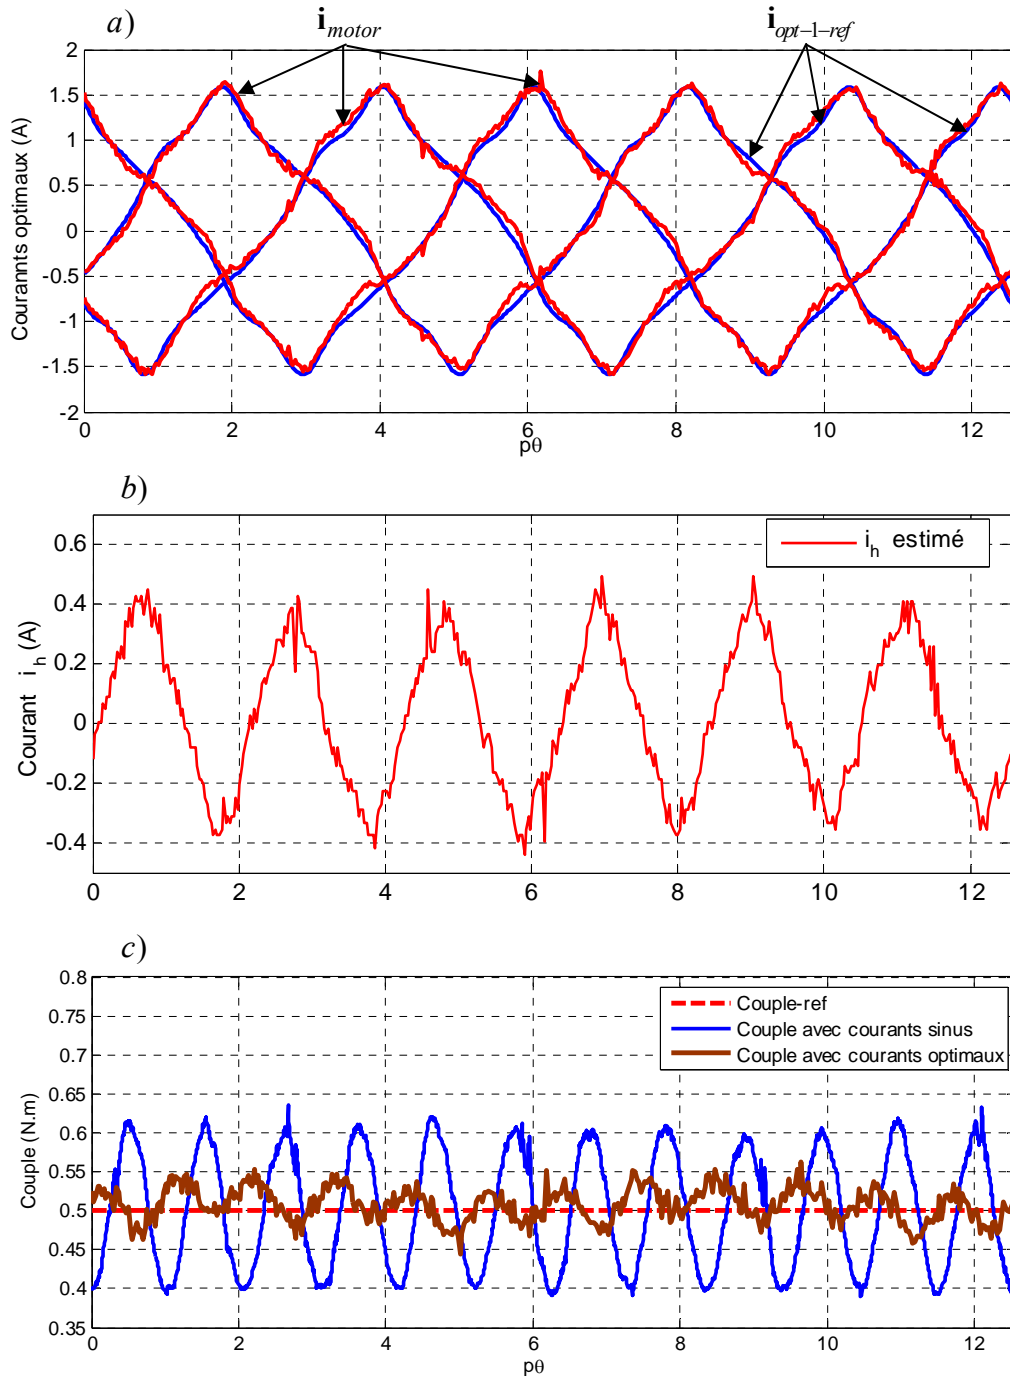 a)
i motor
i opt–1–ref
2
1.5
1
0.5
0
-0.5
-1
-1.5
-2
Courannts optimaux (A)
0 2 4 6 8 10 12
pθ
b)
0.6
0.4
0.2
0
-0.2
-0.4
Courant i_h (A)
i_h estimé
0 2 4 6 8 10 12
c)
0.8
0.75
0.7
0.65
0.6
0.55
0.5
0.45
0.4
0.35
Couple (N.m)
Couple-ref
Couple avec courants sinus
Couple avec courants optimaux
0 2 4 6 8 10 12
pθ